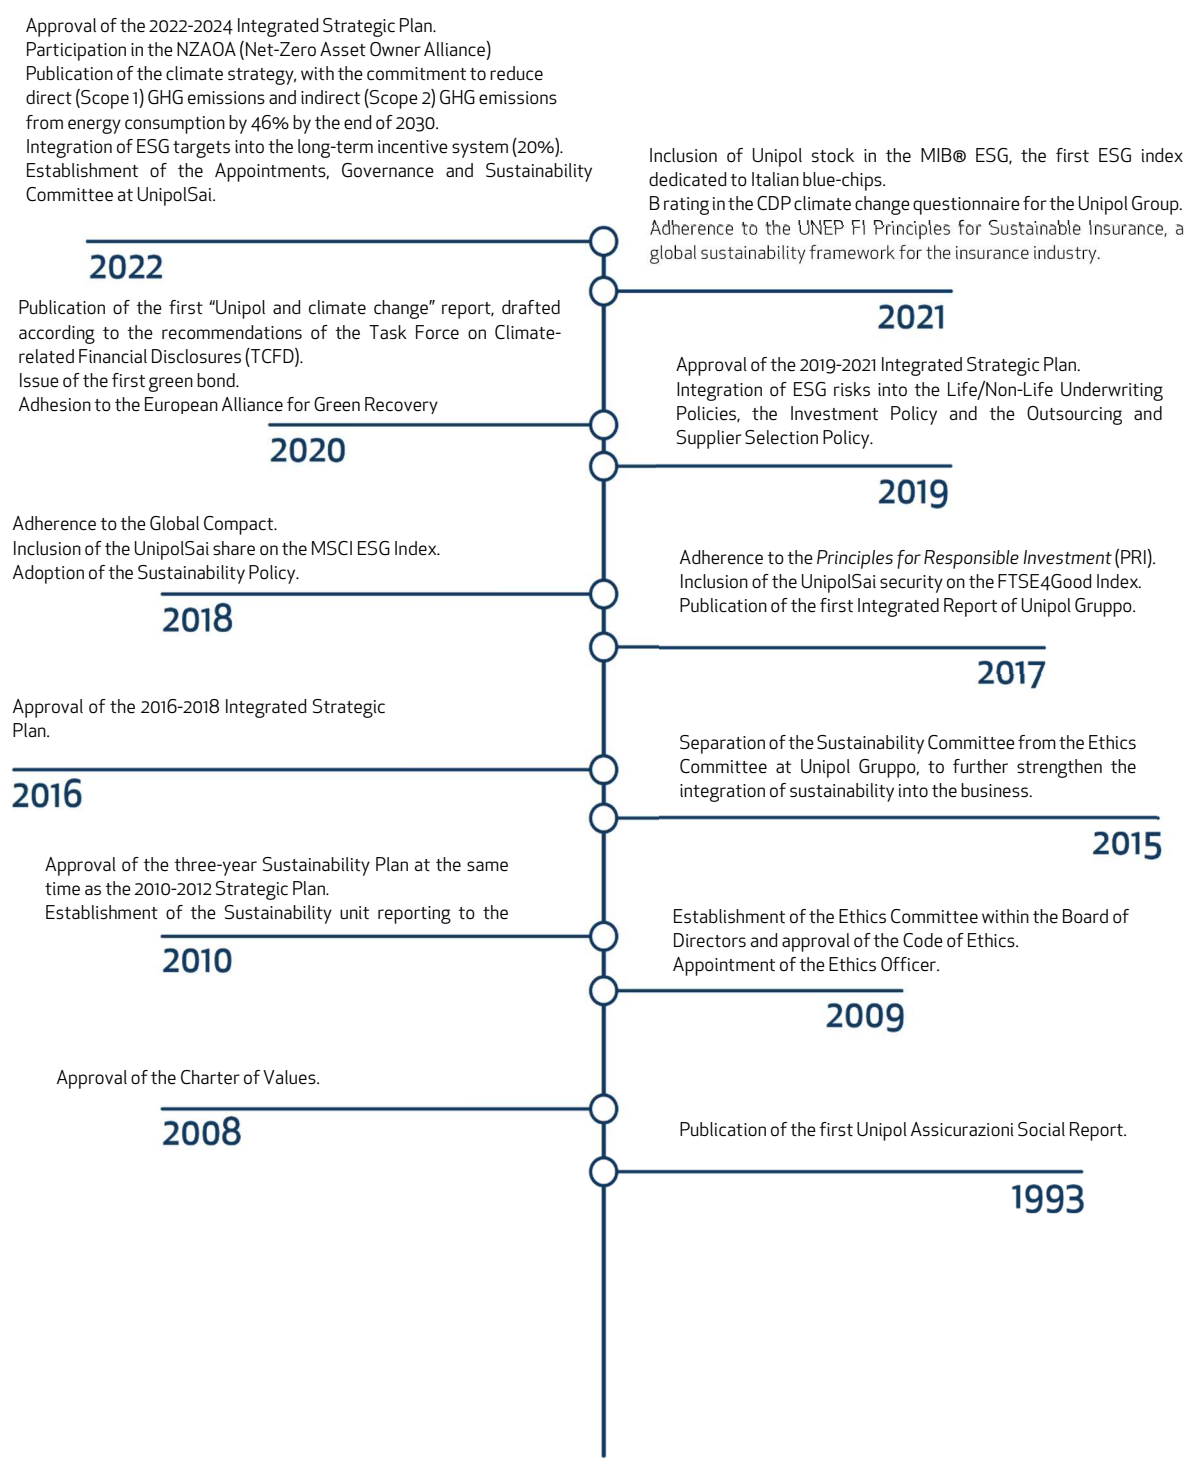 Approval of the 2022-2024 Integrated Strategic Plan.
Participation in the NZAOA (Net-Zero Asset Owner Alliance)
Publication of the climate strategy, with the commitment to reduce
direct (Scope 1) GHG emissions and indirect (Scope 2) GHG emissions
from energy consumption by 46% by the end of 2030.
Integration of ESG targets into the long-term incentive system (20%).
Establishment of the Appointments, Governance and Sustainability
Committee at UnipolSai.
2022
Inclusion of Unipol stock in the MIB® ESG, the first ESG index
dedicated to Italian blue-chips.
B rating in the CDP climate change questionnaire for the Unipol Group.
Adherence to the UNEP FI Principles for Sustainable Insurance, a
global sustainability framework for the insurance industry.
2021
Publication of the first “Unipol and climate change” report, drafted
according to the recommendations of the Task Force on Climate-
related Financial Disclosures (TCFD).
Issue of the first green bond.
Adhesion to the European Alliance for Green Recovery
2020
Approval of the 2019-2021 Integrated Strategic Plan.
Integration of ESG risks into the Life/Non-Life Underwriting
Policies, the Investment Policy and the Outsourcing and
Supplier Selection Policy.
2019
Adherence to the Global Compact.
Inclusion of the UnipolSai share on the MSCI ESG Index.
Adoption of the Sustainability Policy.
2018
Adherence to the Principles for Responsible Investment (PRI).
Inclusion of the UnipolSai security on the FTSE4Good Index.
Publication of the first Integrated Report of Unipol Gruppo.
2017
Approval of the 2016-2018 Integrated Strategic
Plan.
2016
Separation of the Sustainability Committee from the Ethics
Committee at Unipol Gruppo, to further strengthen the
integration of sustainability into the business.
2015
Approval of the three-year Sustainability Plan at the same
time as the 2010-2012 Strategic Plan.
Establishment of the Sustainability unit reporting to the
2010
Establishment of the Ethics Committee within the Board of
Directors and approval of the Code of Ethics.
Appointment of the Ethics Officer.
2009
Approval of the Charter of Values.
2008
Publication of the first Unipol Assicurazioni Social Report.
1993